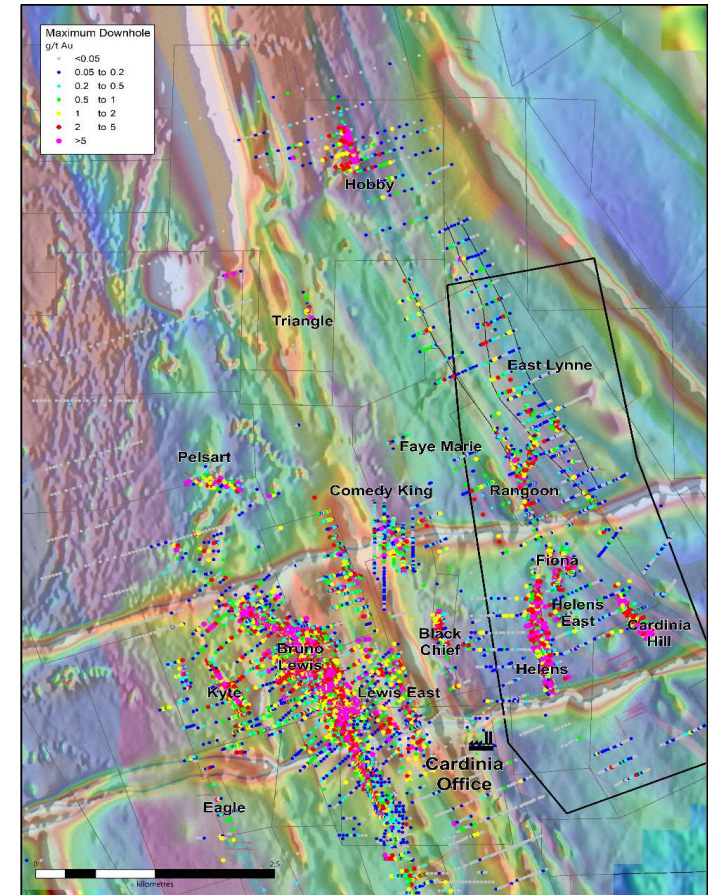 Maximum Downhole
g/t Au
<0.05
0.05 to 0.2
0.2 to 0.5
0.5 to 1
1 to 2
2 to 5
>5
Hobby
Triangle
East Lynne
Faye Marie
Pelsart
Comedy King
Rangoon
Fiona
Helens
East
Cardinia
Hill
Black
Chief
Bruno
Lewis
Helens
Kyte
Lewis East
Cardinia
Office
Eagle
0
2.5
kilometres